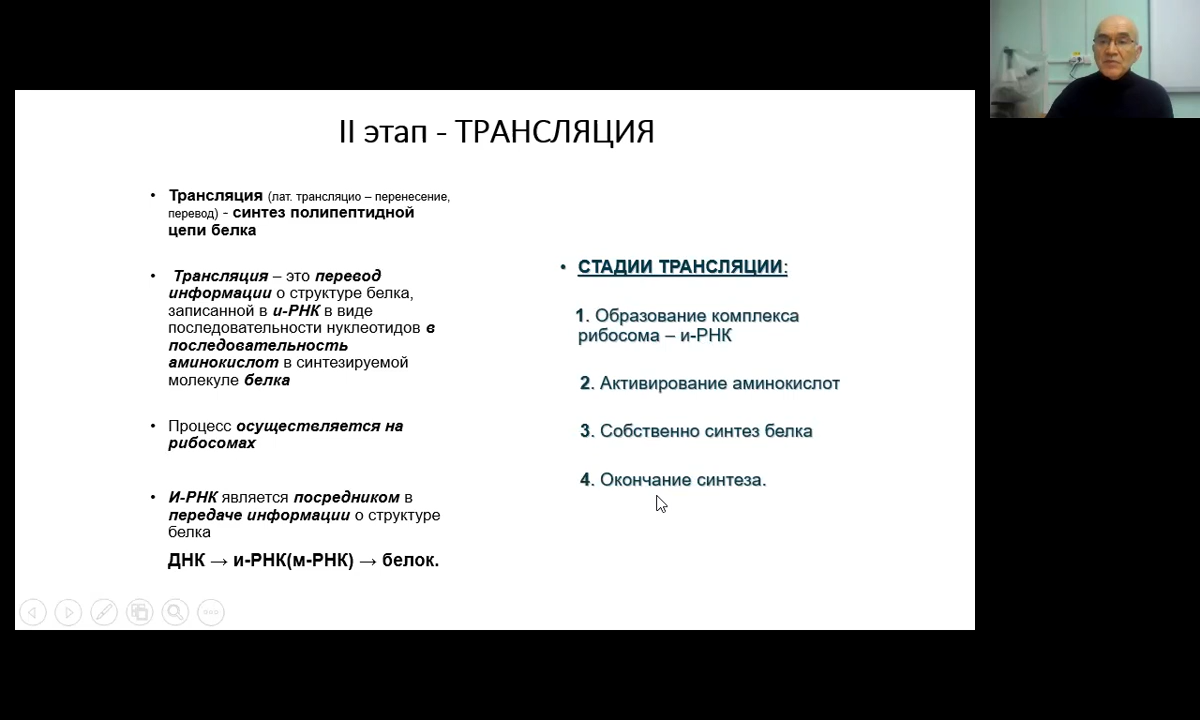 II этап - ТРАНСЛЯЦИЯ
• Трансляция (лат. трансляцио – перенесение,
перевод) - синтез полипептидной
цепи белка
• Трансляция – это перевод
информации о структуре белка,
записанной в и-РНК в виде
последовательности нуклеотидов в
последовательность
аминокислот в синтезируемой
молекуле белка
• Процесс осуществляется на
рибосомах
• И-РНК является посредником в
передаче информации о структуре
белка
ДНК → и-РНК(м-РНК) → белок.
• СТАДИИ ТРАНСЛЯЦИИ:
1. Образование комплекса
рибосома – и-РНК
2. Активирование аминокислот
3. Собственно синтез белка
4. Окончание синтеза.